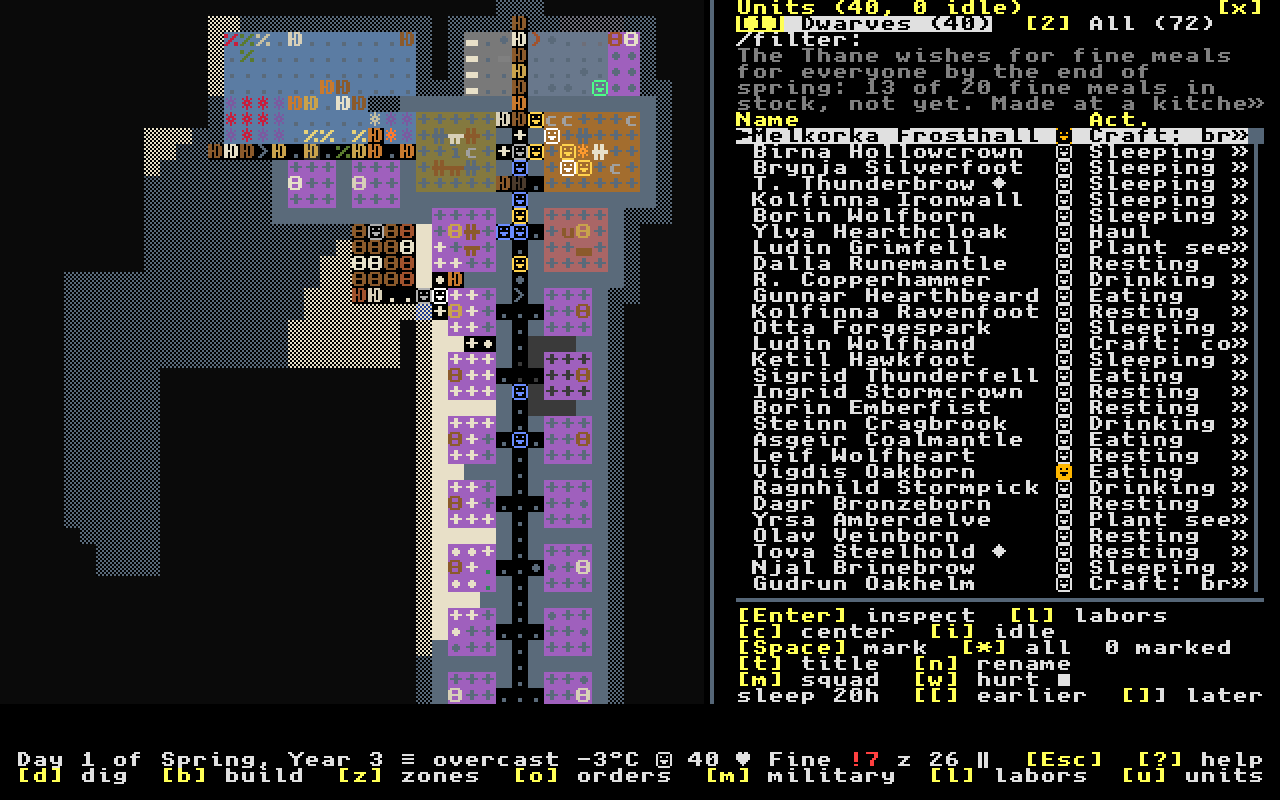 Units (40, 0 idle) [x]
[1] Dwarves (40) [2] All (72)
/filter:
The Thane wishes for fine meals
for everyone by the end of
spring: 13 of 20 fine meals in
stock, not yet. Made at a kitche»
Name Act.
►Melkorka Frosthall Craft: br»
Birna Hollowcrown Sleeping »
Brynja Silverfoot Sleeping »
T. Thunderbrow ♦ Sleeping »
Kolfinna Ironwall Sleeping »
Borin Wolfborn Sleeping »
Ylva Hearthcloak Haul »
Ludin Grimfell Plant see»
Dalla Runemantle Resting »
R. Copperhammer Drinking »
Gunnar Hearthbeard Eating »
Kolfinna Ravenfoot Resting »
Otta Forgespark Sleeping »
Ludin Wolfhand Craft: co»
Ketil Hawkfoot Sleeping »
Sigrid Thunderfell Eating »
Ingrid Stormcrown Resting »
Borin Emberfist Resting »
Steinn Cragbrook Drinking »
Asgeir Coalmantle Eating »
Leif Wolfheart Resting »
Vigdis Oakborn Eating »
Ragnhild Stormpick Drinking »
Dagr Bronzeborn Resting »
Yrsa Amberdelve Plant see»
Olav Veinborn Resting »
Tova Steelhold ♦ Resting »
Njal Brinebrow Sleeping »
Gudrun Oakhelm Craft: br»
[Enter] inspect [l] labors
[c] center [i] idle
[Space] mark [*] all 0 marked
[t] title [n] rename
[m] squad [w] hurt ■
sleep 20h [[] earlier []] later
Day 1 of Spring, Year 3 ≡ overcast -3°C ☺ 40 ♥ Fine !7 z 26 ‖ [Esc] [?] help
[d] dig [b] build [z] zones [o] orders [m] military [l] labors [u] units